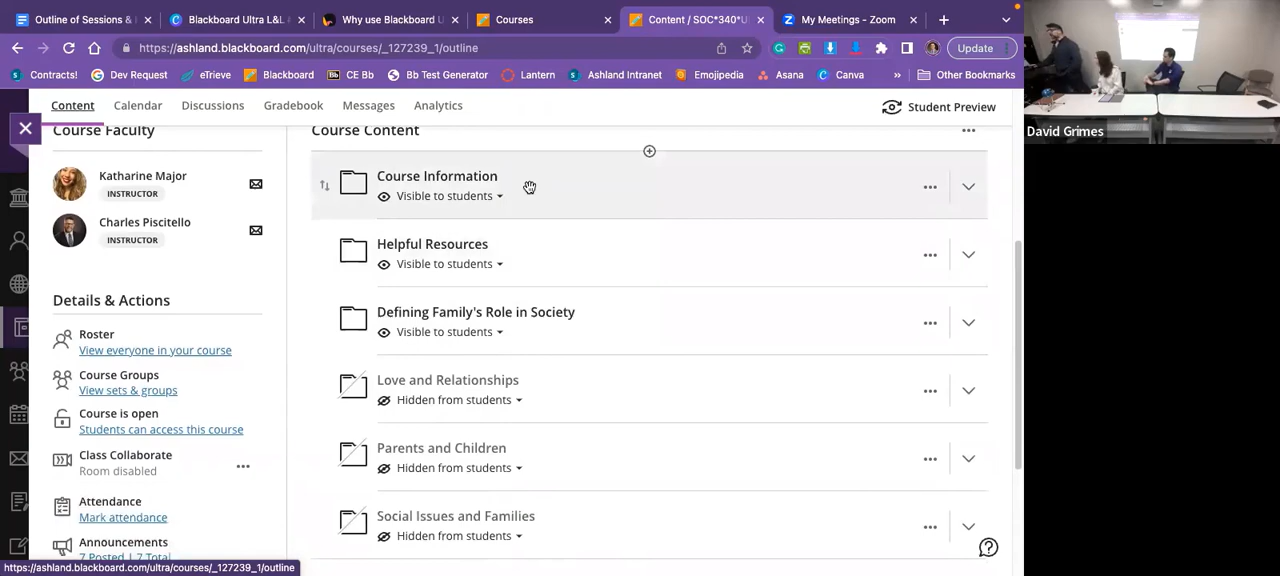 Outline of Sessions &
Blackboard Ultra L&L
Why use Blackboard U
Courses
Content / SOC*340*U
My Meetings - Zoom
https://ashland.blackboard.com/ultra/courses/_127239_1/outline
Update
Contracts!
Dev Request
eTrieve
Blackboard
CE Bb
Bb Test Generator
Lantern
Ashland Intranet
Emojipedia
Asana
Canva
»
Other Bookmarks
Content
Calendar
Discussions
Gradebook
Messages
Analytics
Student Preview
David Grimes
Course Faculty
Katharine Major
INSTRUCTOR
Charles Piscitello
INSTRUCTOR
Details & Actions
Roster
View everyone in your course
Course Groups
View sets & groups
Course is open
Students can access this course
Class Collaborate
Room disabled
Attendance
Mark attendance
Announcements
7 Posted | 7 Total
Course Content
Course Information
Visible to students
Helpful Resources
Visible to students
Defining Family's Role in Society
Visible to students
Love and Relationships
Hidden from students
Parents and Children
Hidden from students
Social Issues and Families
Hidden from students
https://ashland.blackboard.com/ultra/courses/_127239_1/outline